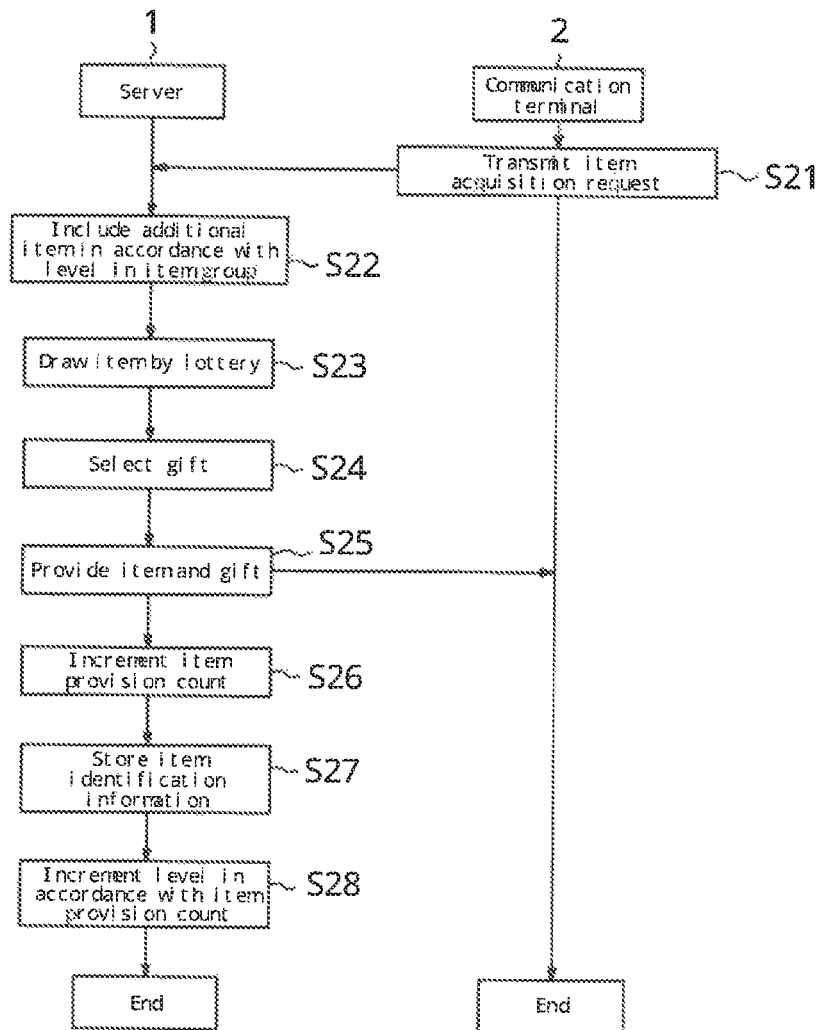 1
2
Server
Communication
terminal
Transmit item
acquisition request
S21
Include additional
item in accordance with
level in item group
S22
Draw item by lottery
S23
Select gift
S24
S25
Provide item and gift
Increment item
provision count
S26
Store item
identification
information
S27
Increment level in
accordance with item
provision count
S28
End
End